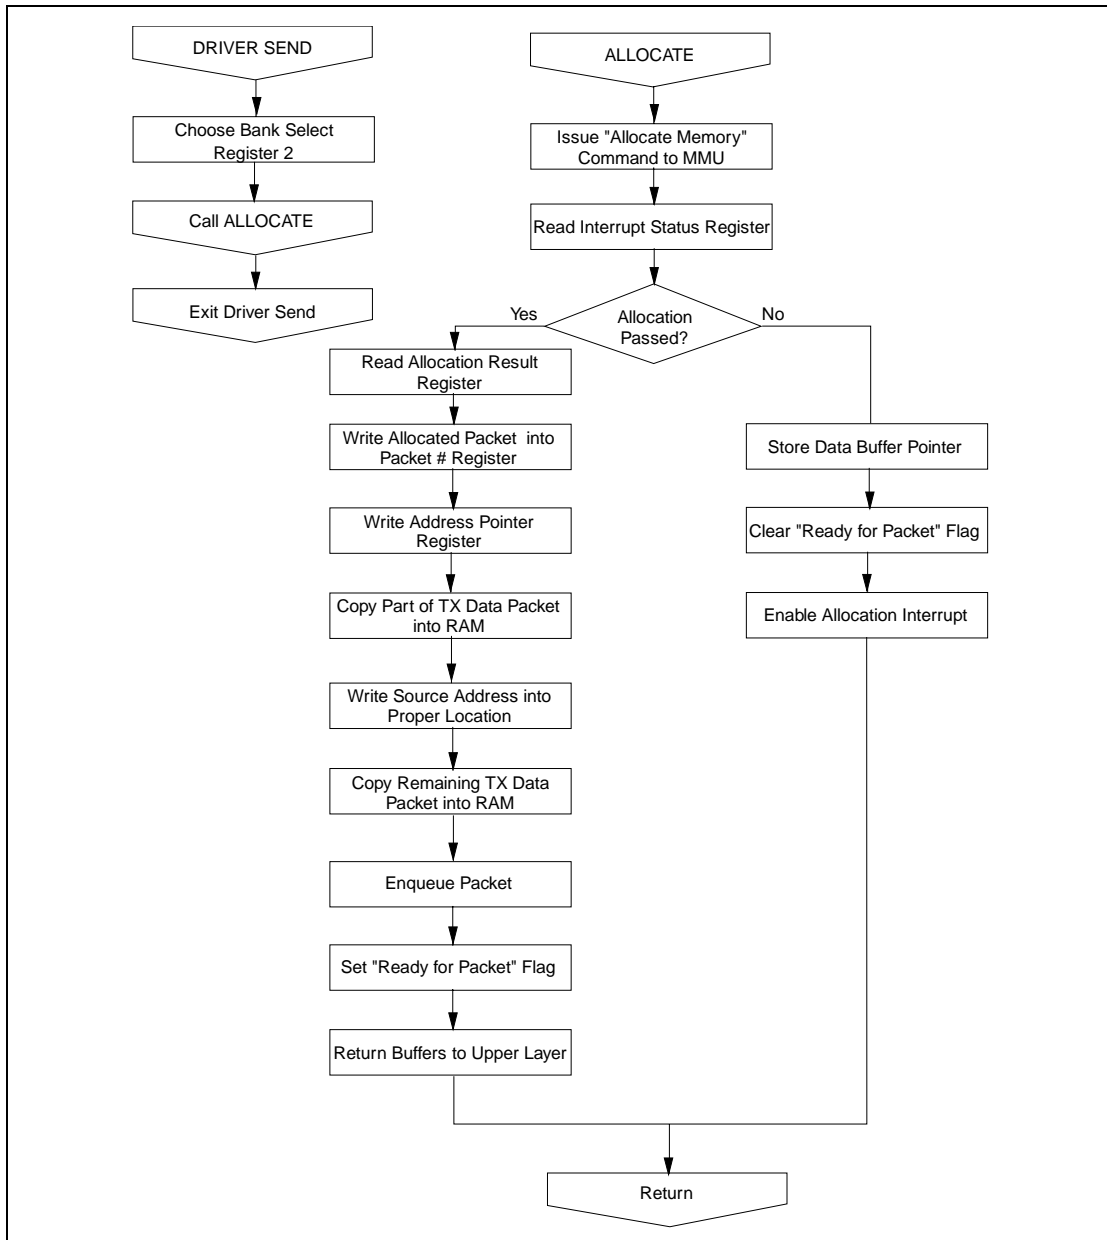 DRIVER SEND
Choose Bank Select
Register 2
Call ALLOCATE
Exit Driver Send
ALLOCATE
Issue "Allocate Memory"
Command to MMU
Read Interrupt Status Register
Allocation
Passed?
Yes
No
Read Allocation Result
Register
Write Allocated Packet into
Packet # Register
Write Address Pointer
Register
Copy Part of TX Data Packet
into RAM
Write Source Address into
Proper Location
Copy Remaining TX Data
Packet into RAM
Enqueue Packet
Set "Ready for Packet" Flag
Return Buffers to Upper Layer
Store Data Buffer Pointer
Clear "Ready for Packet" Flag
Enable Allocation Interrupt
Return